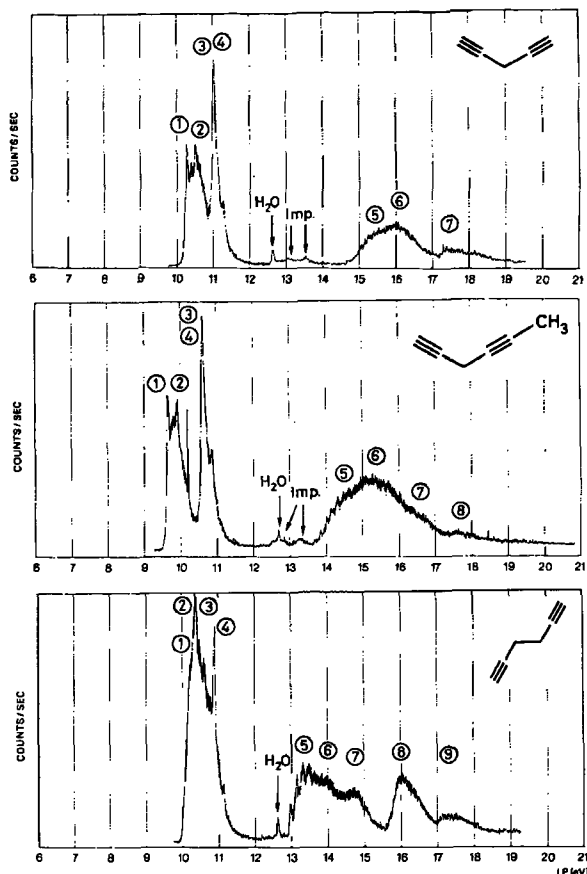 ③ ④
① ②
H₂O
Imp.
⑤ ⑥
⑦
COUNTS/SEC
6 7 8 9 10 11 12 13 14 15 16 17 18 19 20 21
③
④
CH₃
① ②
H₂O
Imp.
⑤ ⑥
⑦
⑧
COUNTS/SEC
6 7 8 9 10 11 12 13 14 15 16 17 18 19 20 21
② ③
④
①
H₂O
⑤ ⑥ ⑦
⑧
⑨
COUNTS/SEC
6 7 8 9 10 11 12 13 14 15 16 17 18 19 20 21
I.P.(eV)